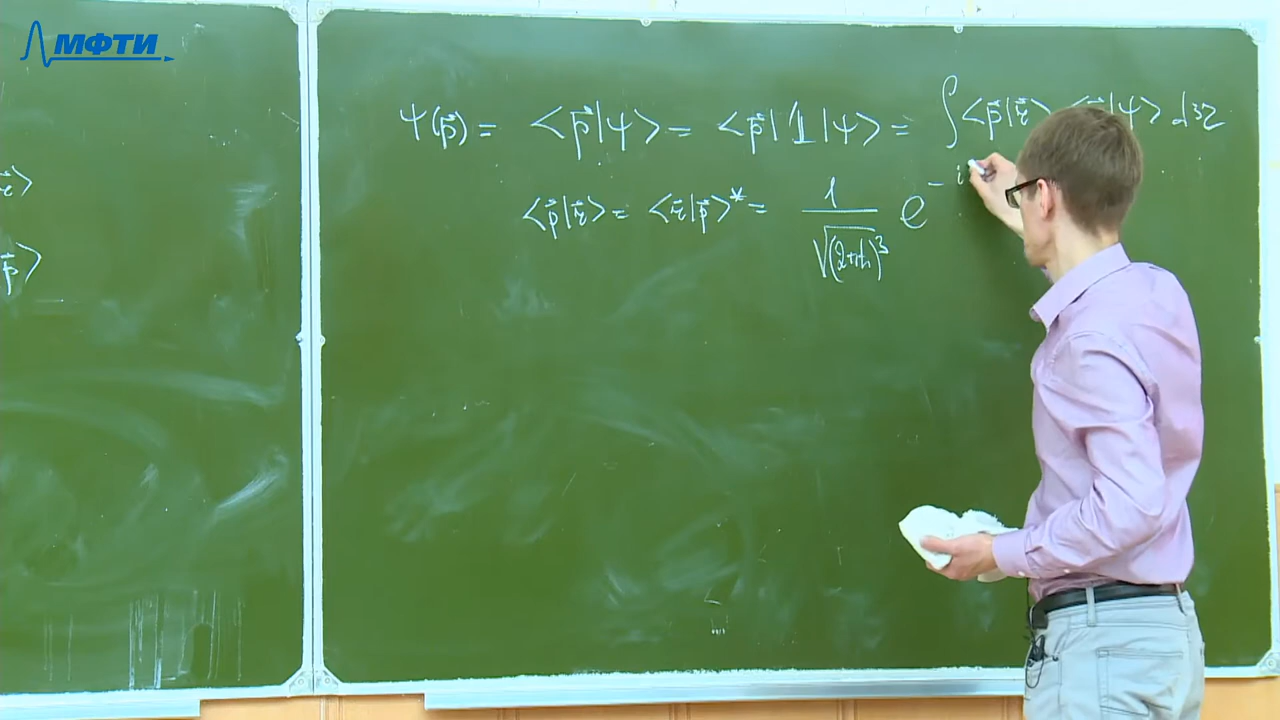 МФТИ
ψ(p⃗) = <p⃗|ψ> = <p⃗|𝟙|ψ> = ∫<p⃗|r⃗> |ψ> d³r
r⃗>
<p⃗|r⃗> = <r⃗|p⃗>* = 1/√(2πħ)³ e^{-i
p⃗>